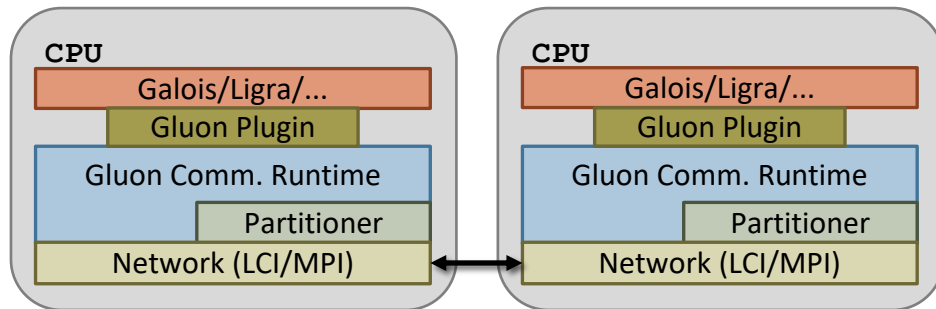 CPU
Galois/Ligra/...
Gluon Plugin
Gluon Comm. Runtime
Partitioner
Network (LCI/MPI)
CPU
Galois/Ligra/...
Gluon Plugin
Gluon Comm. Runtime
Partitioner
Network (LCI/MPI)